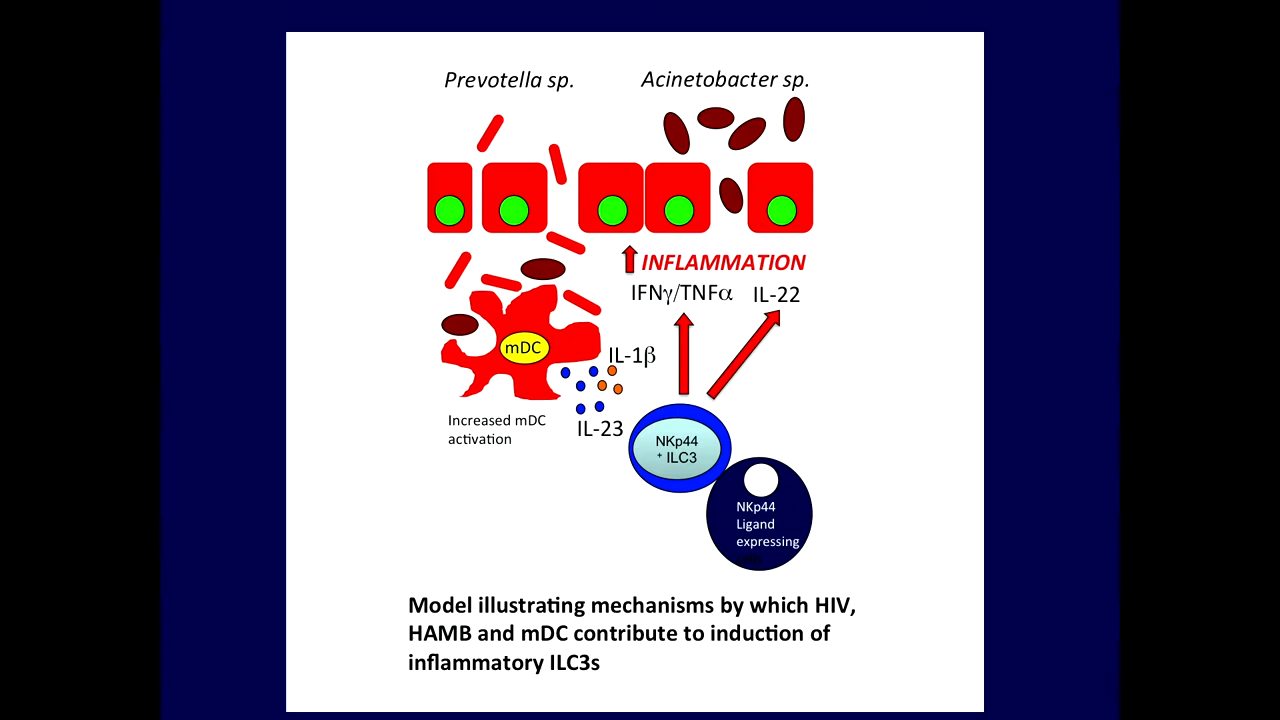 Prevotella sp.
Acinetobacter sp.
INFLAMMATION
IFNγ/TNFα
IL-22
mDC
IL-1β
Increased mDC
activation
IL-23
NKp44
+ ILC3
NKp44
Ligand
expressing
Model illustrating mechanisms by which HIV,
HAMB and mDC contribute to induction of
inflammatory ILC3s